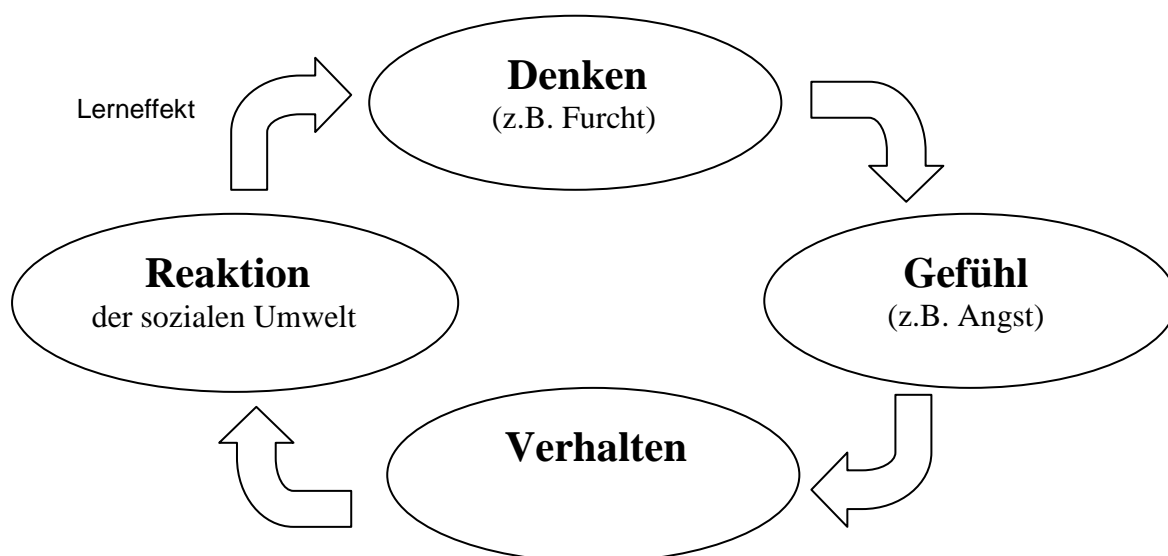 Denken
(z.B. Furcht)
Lerneffekt
Reaktion
der sozialen Umwelt
Gefühl
(z.B. Angst)
Verhalten